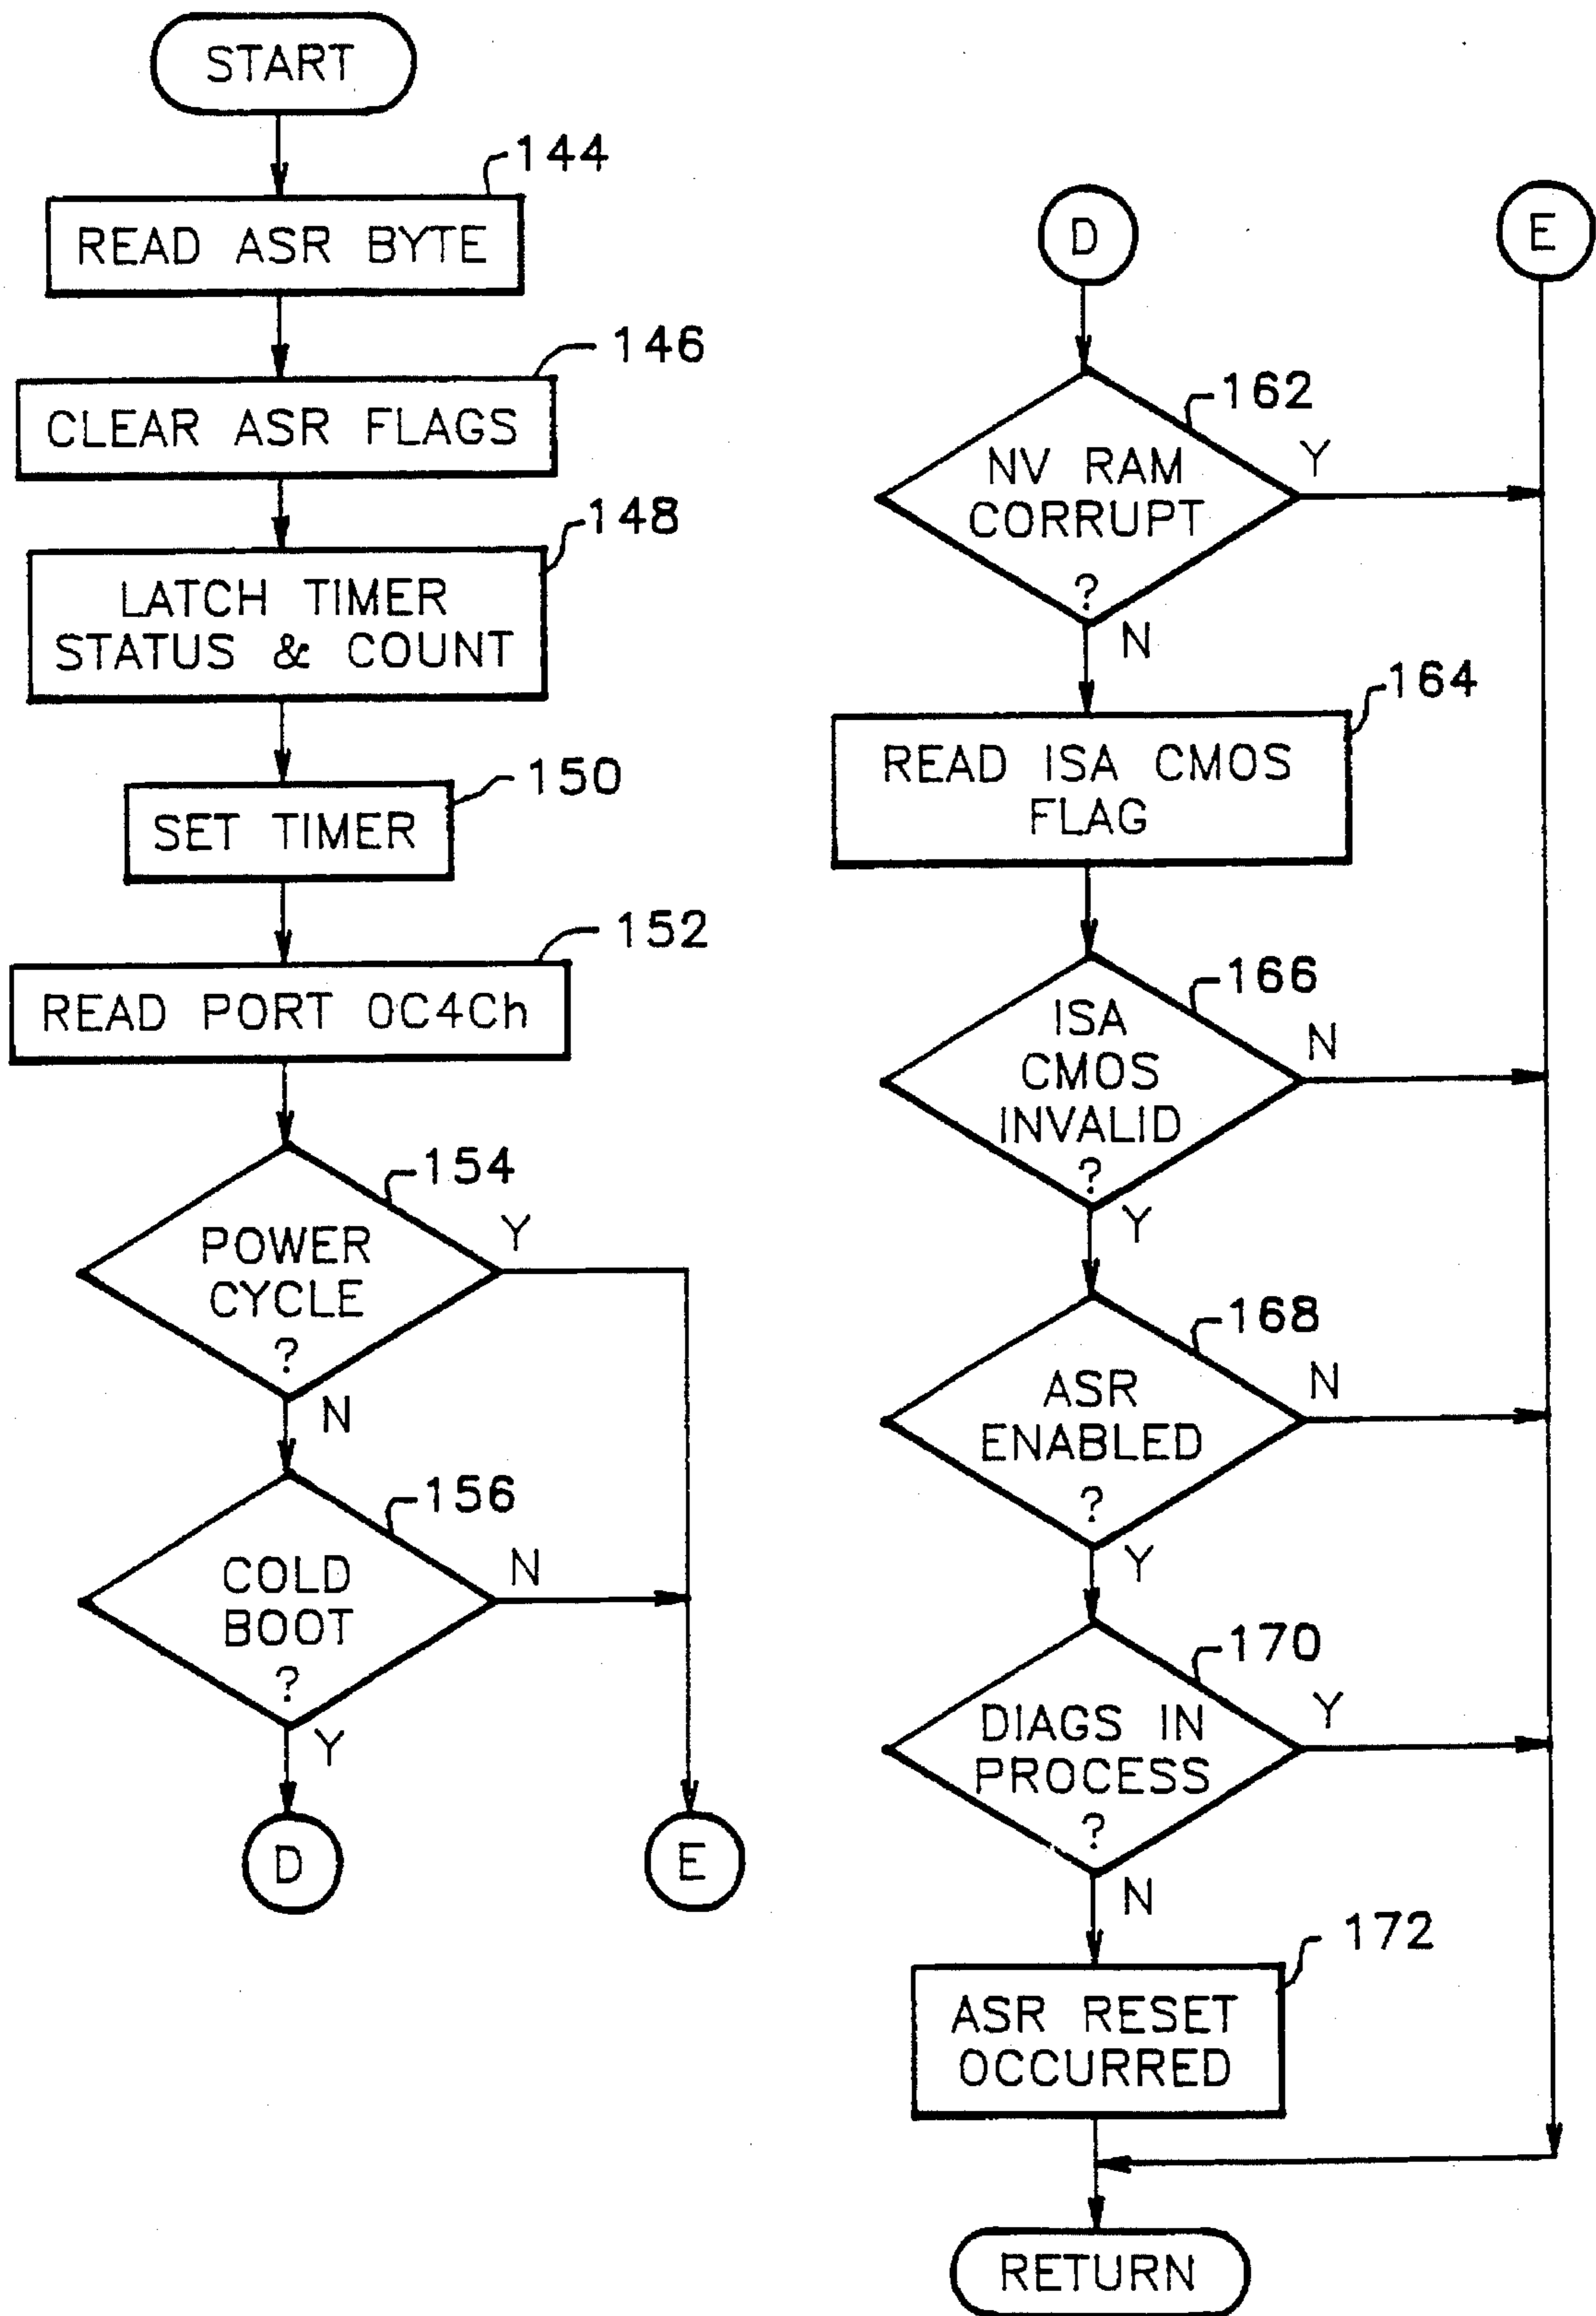 START
144
READ ASR BYTE
146
CLEAR ASR FLAGS
148
LATCH TIMER
STATUS & COUNT
150
SET TIMER
152
READ PORT 0C4Ch
154
POWER
CYCLE
?
Y
N
156
COLD
BOOT
?
N
Y
D
E
D
E
162
NV RAM
CORRUPT
?
Y
N
164
READ ISA CMOS
FLAG
166
ISA
CMOS
INVALID
?
N
Y
168
ASR
ENABLED
?
N
Y
170
DIAGS IN
PROCESS
?
Y
N
172
ASR RESET
OCCURRED
RETURN